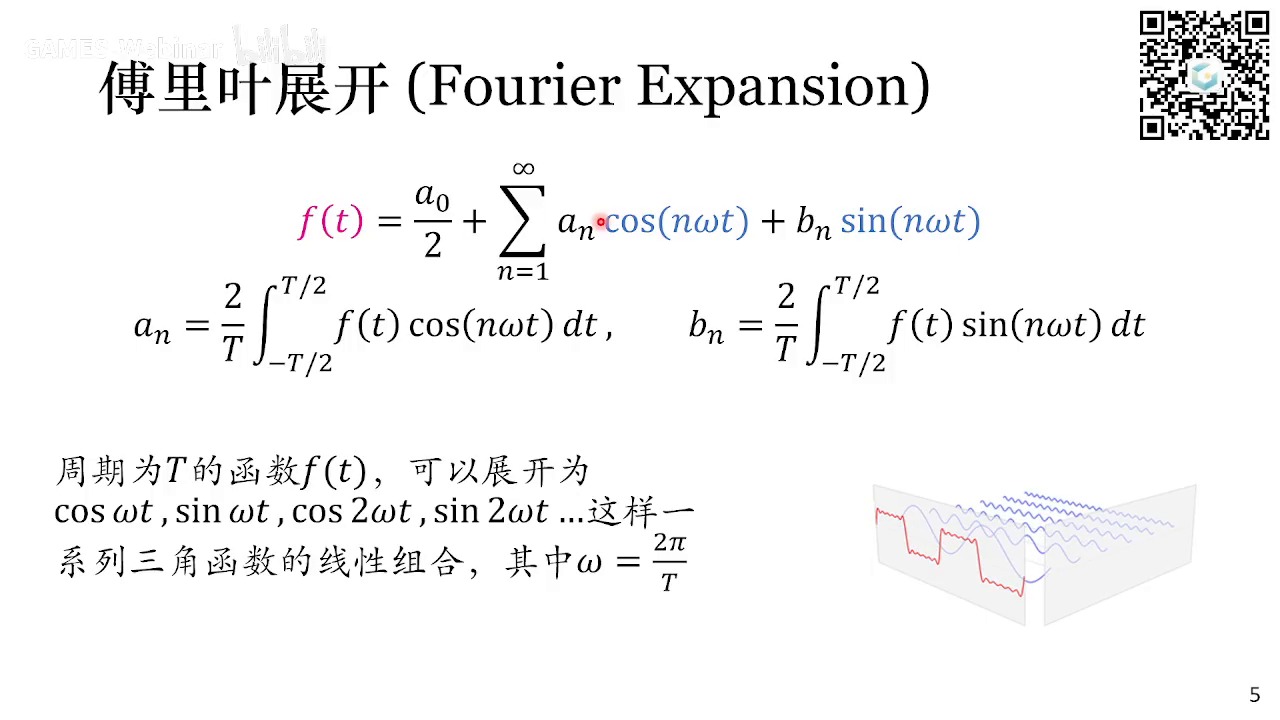 GAMES Webinar
傅里叶展开 (Fourier Expansion)
f(t) = a₀/2 + ∑_{n=1}^{∞} aₙ cos(nωt) + bₙ sin(nωt)
aₙ = 2/T ∫_{−T/2}^{T/2} f(t) cos(nωt) dt , bₙ = 2/T ∫_{−T/2}^{T/2} f(t) sin(nωt) dt
周期为T的函数f(t)，可以展开为
cos ωt , sin ωt , cos 2ωt , sin 2ωt …这样一
系列三角函数的线性组合，其中ω = 2π/T
5